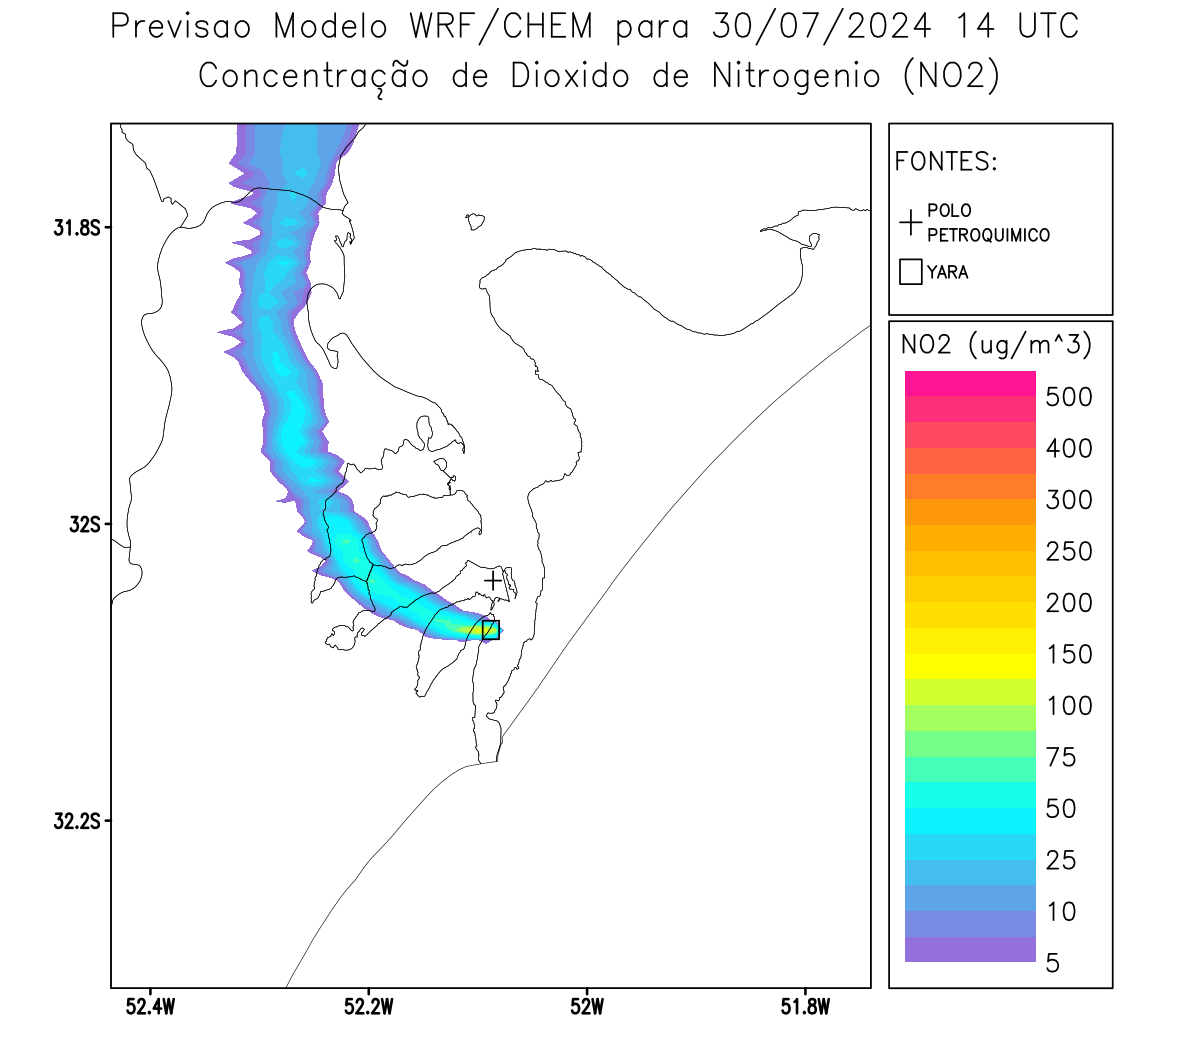 Previsao Modelo WRF/CHEM para 30/07/2024 14 UTC
Concentração de Dioxido de Nitrogenio (NO2)
FONTES:
POLO
PETROQUIMICO
YARA
NO2 (ug/m^3)
500
400
300
250
200
150
100
75
50
25
10
5
31.8S
32S
32.2S
52.4W
52.2W
52W
51.8W